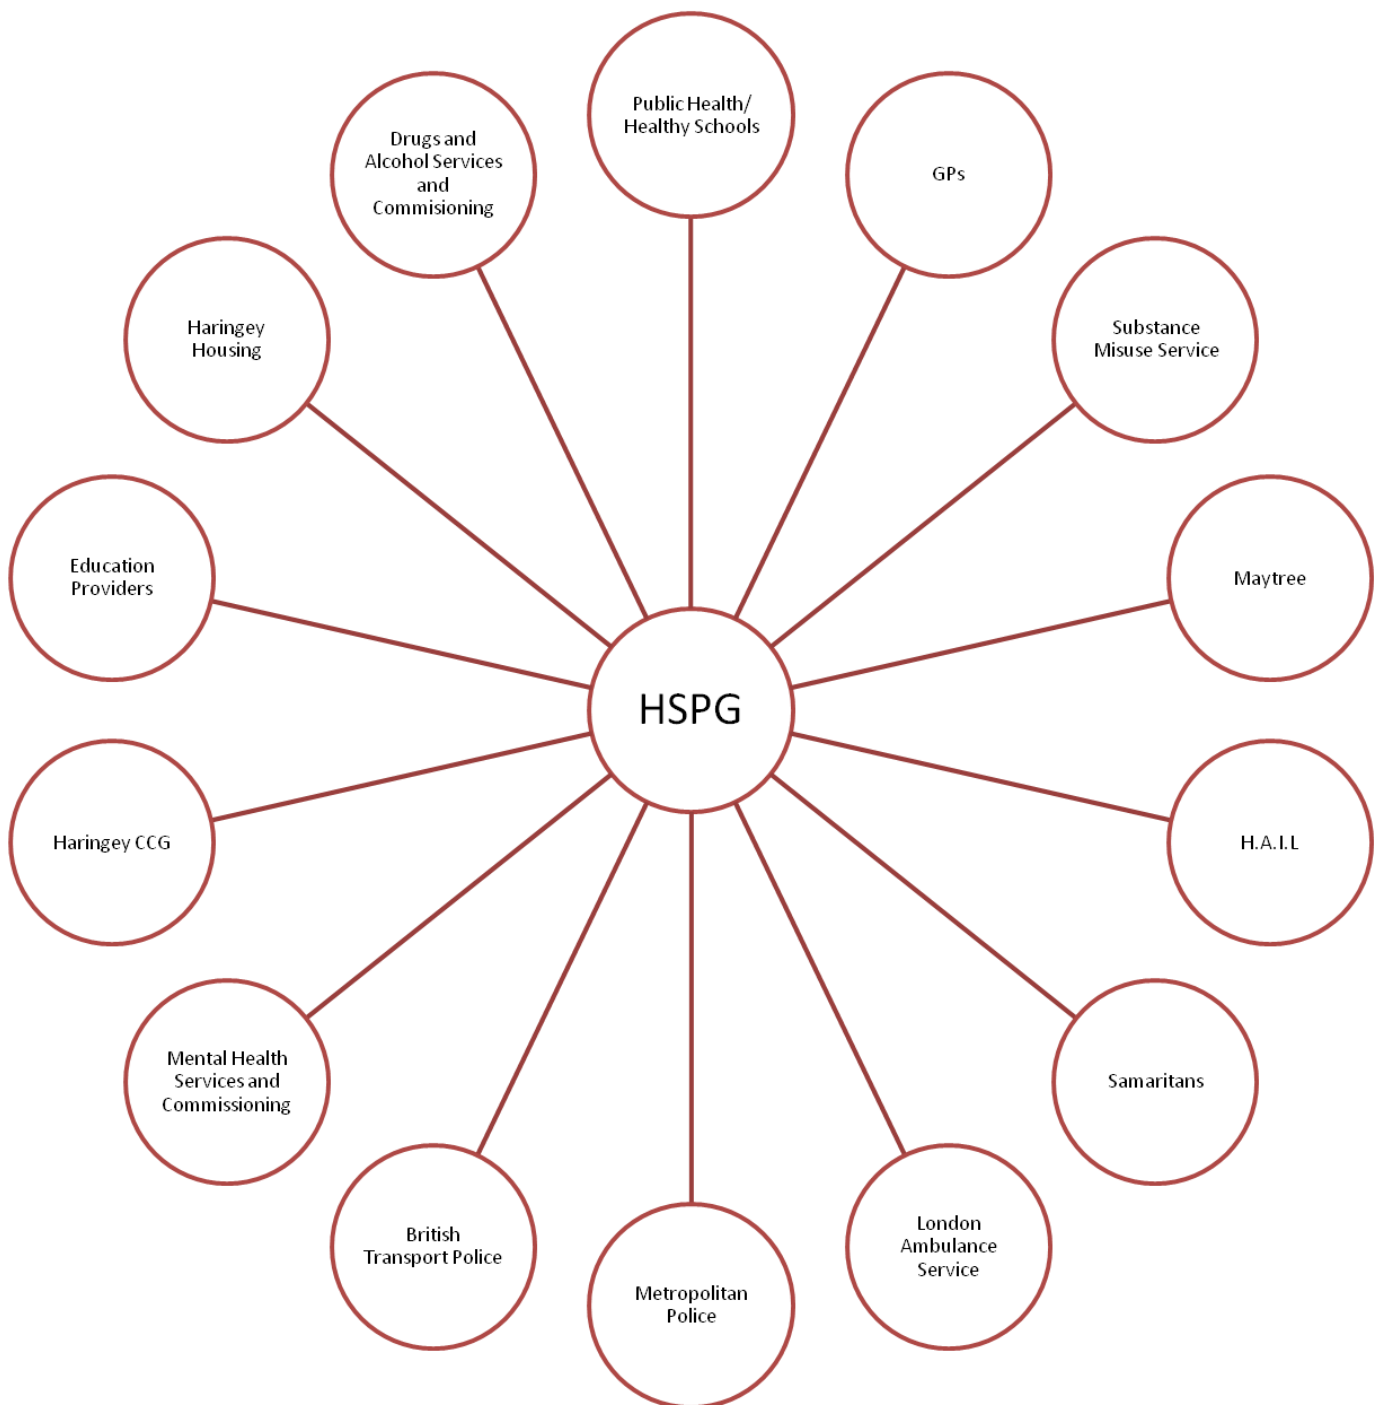 Public Health/
Healthy Schools
GPs
Substance
Misuse Service
Maytree
H.A.I.L
Samaritans
London
Ambulance
Service
Metropolitan
Police
British
Transport Police
Mental Health
Services and
Commissioning
Haringey CCG
Education
Providers
Haringey
Housing
Drugs and
Alcohol Services
and
Commisioning
HSPG